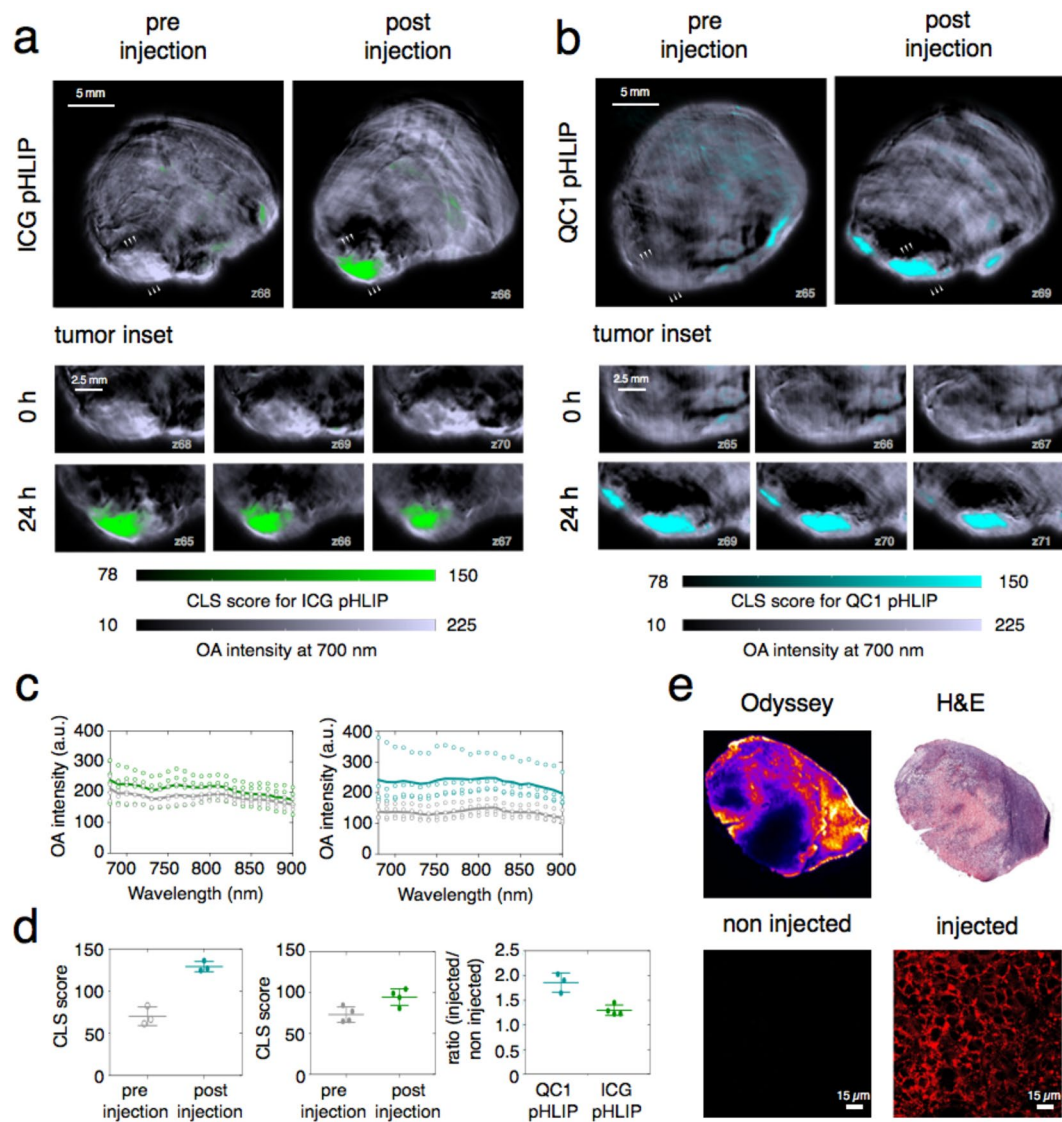 a
pre
injection
post
injection
b
pre
injection
post
injection
ICG pHLIP
5 mm
z68
z66
QC1 pHLIP
5 mm
z65
z69
tumor inset
0 h
2.5 mm
z68
z69
z70
24 h
z65
z66
z67
78
150
CLS score for ICG pHLIP
10
225
OA intensity at 700 nm
tumor inset
0 h
2.5 mm
z65
z66
z67
24 h
z69
z70
z71
78
150
CLS score for QC1 pHLIP
10
225
OA intensity at 700 nm
c
OA intensity (a.u.)
400
300
200
100
0
700
750
800
850
900
Wavelength (nm)
OA intensity (a.u.)
400
300
200
100
0
700
750
800
850
900
Wavelength (nm)
d
CLS score
150
100
50
0
pre
injection
post
injection
CLS score
150
100
50
0
pre
injection
post
injection
ratio (injected/
non injected)
2.5
2.0
1.5
1.0
0.5
0
QC1
pHLIP
ICG
pHLIP
e
Odyssey
H&E
non injected
injected
15 µm
15 µm